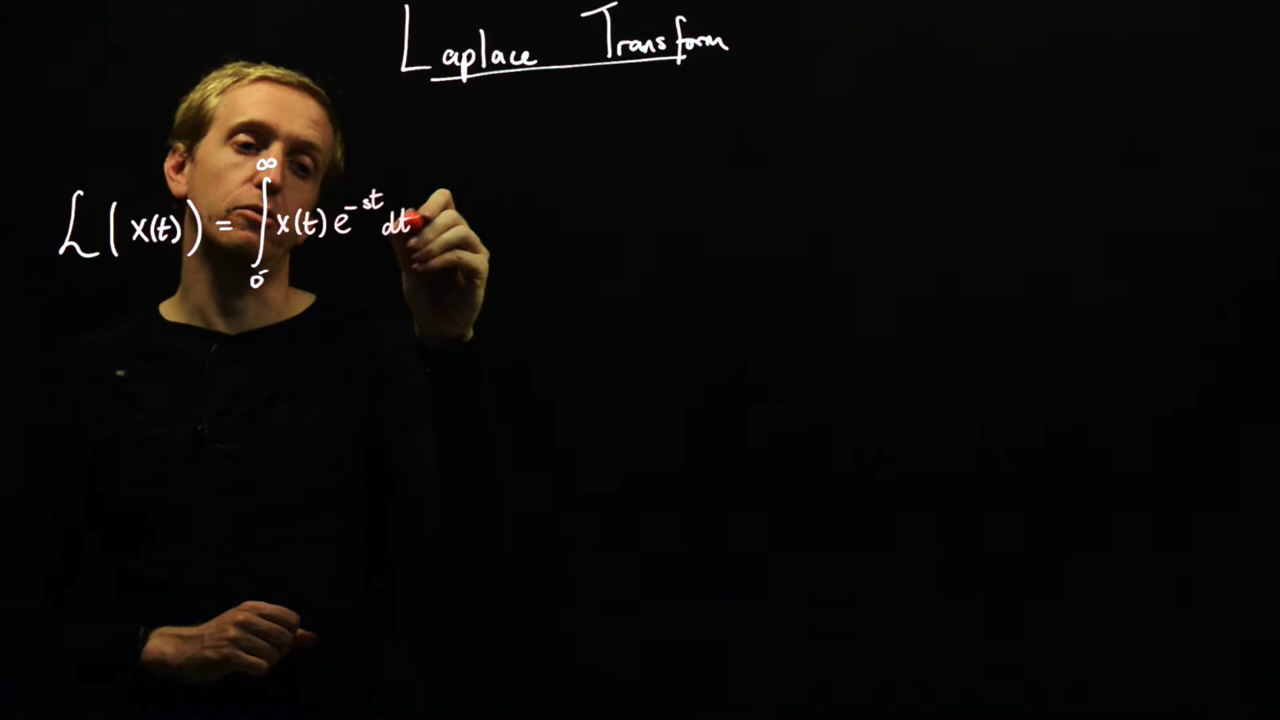 Laplace Transform
ℒ(x(t)) = ∫₀-^∞ x(t) e^-st dt